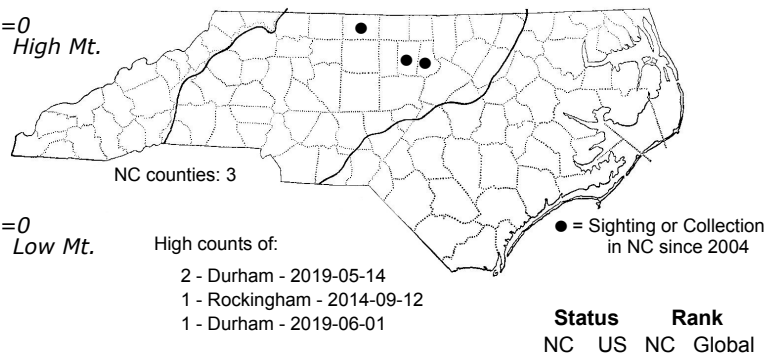 =0
High Mt.
NC counties: 3
=0
Low Mt.
High counts of:
2 - Durham - 2019-05-14
1 - Rockingham - 2014-09-12
1 - Durham - 2019-06-01
● = Sighting or Collection
in NC since 2004
Status Rank
NC US NC Global